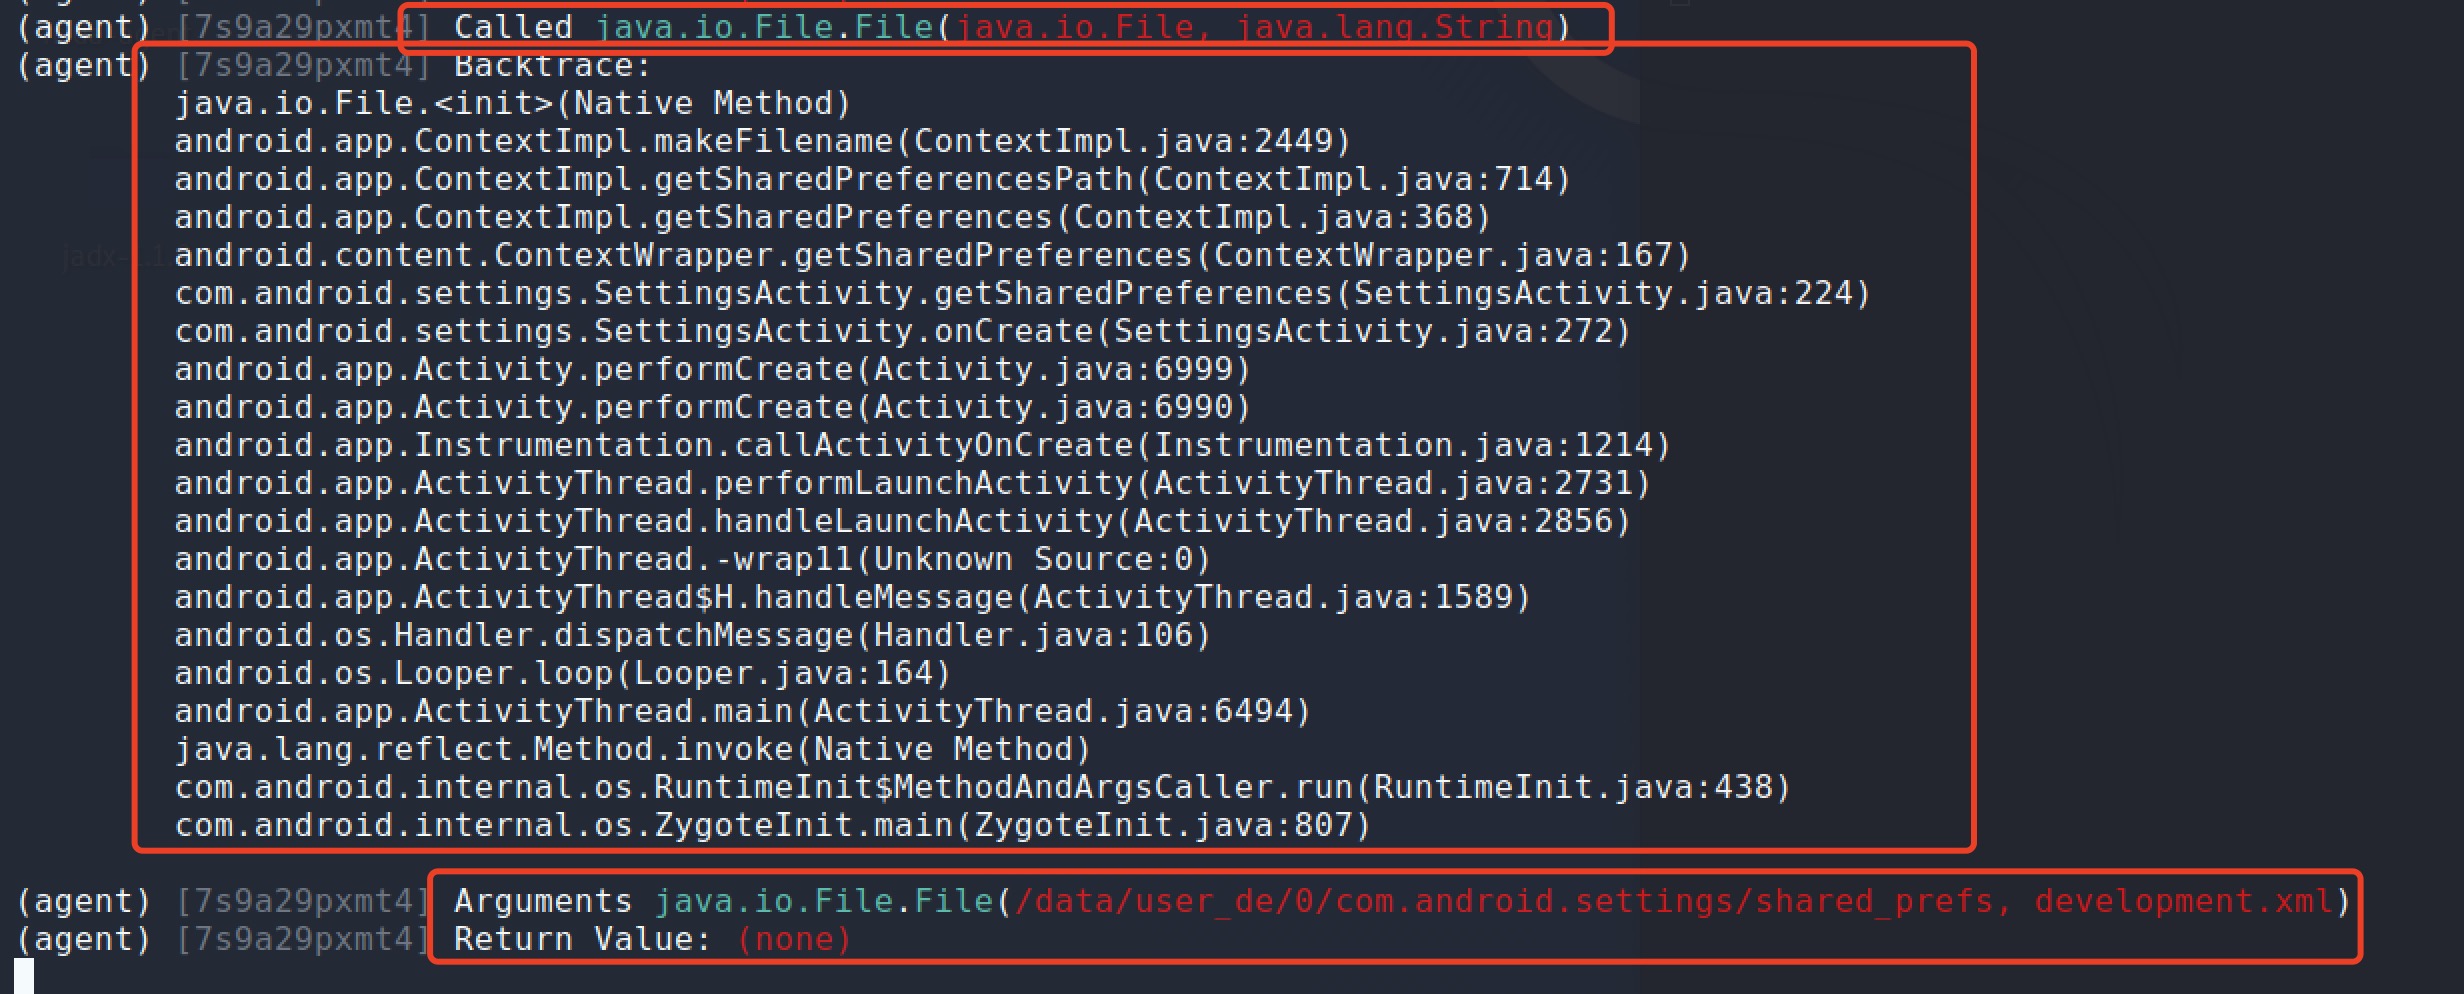 (agent) [7s9a29pxmt4] Called java.io.File.File(java.io.File, java.lang.String)
(agent) [7s9a29pxmt4] Backtrace:
java.io.File.<init>(Native Method)
android.app.ContextImpl.makeFilename(ContextImpl.java:2449)
android.app.ContextImpl.getSharedPreferencesPath(ContextImpl.java:714)
android.app.ContextImpl.getSharedPreferences(ContextImpl.java:368)
android.content.ContextWrapper.getSharedPreferences(ContextWrapper.java:167)
com.android.settings.SettingsActivity.getSharedPreferences(SettingsActivity.java:224)
com.android.settings.SettingsActivity.onCreate(SettingsActivity.java:272)
android.app.Activity.performCreate(Activity.java:6999)
android.app.Activity.performCreate(Activity.java:6990)
android.app.Instrumentation.callActivityOnCreate(Instrumentation.java:1214)
android.app.ActivityThread.performLaunchActivity(ActivityThread.java:2731)
android.app.ActivityThread.handleLaunchActivity(ActivityThread.java:2856)
android.app.ActivityThread.-wrap11(Unknown Source:0)
android.app.ActivityThread$H.handleMessage(ActivityThread.java:1589)
android.os.Handler.dispatchMessage(Handler.java:106)
android.os.Looper.loop(Looper.java:164)
android.app.ActivityThread.main(ActivityThread.java:6494)
java.lang.reflect.Method.invoke(Native Method)
com.android.internal.os.RuntimeInit$MethodAndArgsCaller.run(RuntimeInit.java:438)
com.android.internal.os.ZygoteInit.main(ZygoteInit.java:807)
(agent) [7s9a29pxmt4] Arguments java.io.File.File(/data/user_de/0/com.android.settings/shared_prefs, development.xml)
(agent) [7s9a29pxmt4] Return Value: (none)